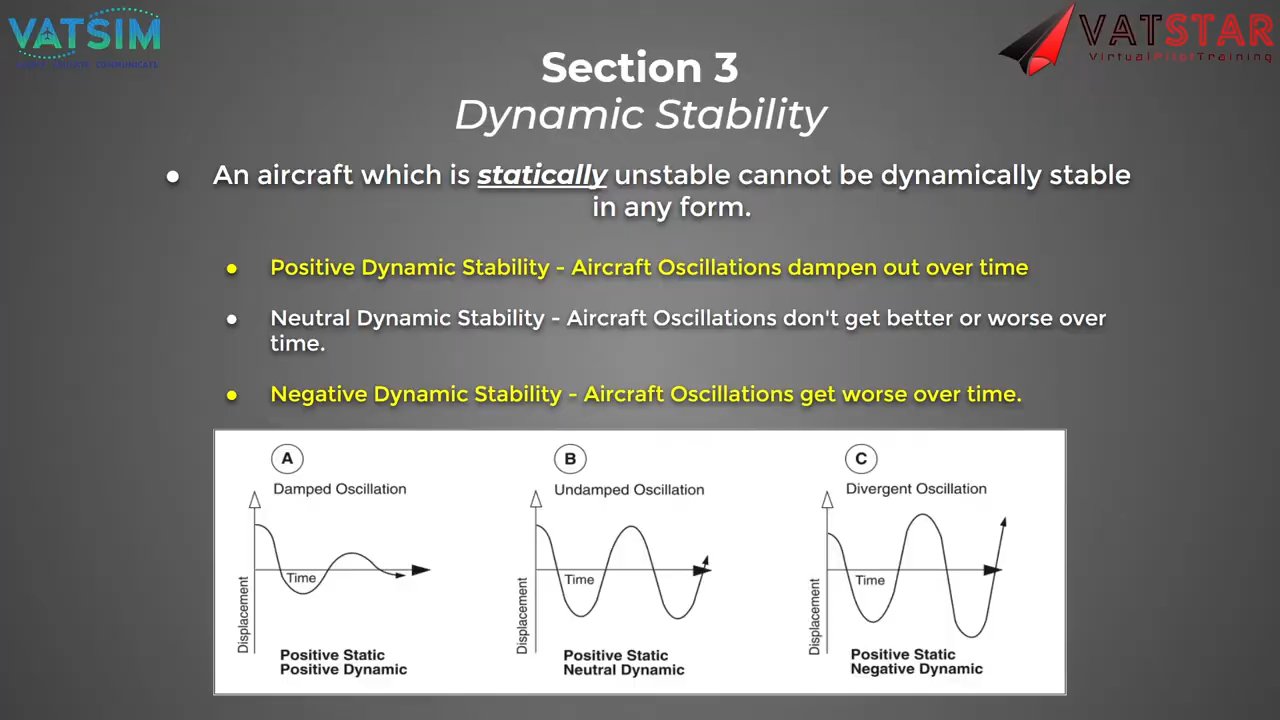 VATSIM
VATSTAR
VirtualPilotTraining
Section 3
Dynamic Stability
● An aircraft which is statically unstable cannot be dynamically stable
in any form.
● Positive Dynamic Stability - Aircraft Oscillations dampen out over time
● Neutral Dynamic Stability - Aircraft Oscillations don't get better or worse over
time.
● Negative Dynamic Stability - Aircraft Oscillations get worse over time.
A
Damped Oscillation
Displacement
Time
Positive Static
Positive Dynamic
B
Undamped Oscillation
Displacement
Time
Positive Static
Neutral Dynamic
C
Divergent Oscillation
Displacement
Time
Positive Static
Negative Dynamic